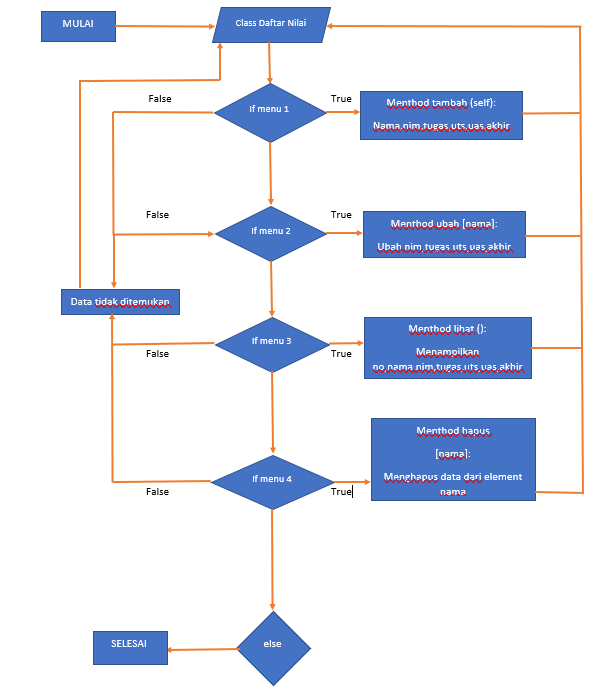 MULAI
Class Daftar Nilai
False
If menu 1
True
Menthod tambah (self):
Nama,nim,tugas,uts,uas,akhir
False
If menu 2
True
Menthod ubah [nama]:
Ubah nim,tugas,uts,uas,akhir
Data tidak ditemukan
False
If menu 3
True
Menthod lihat ():
Menampilkan
no,nama,nim,tugas,uts,uas,akhir
False
If menu 4
True
Menthod hapus
[nama]:
Menghapus data dari element
nama
SELESAI
else